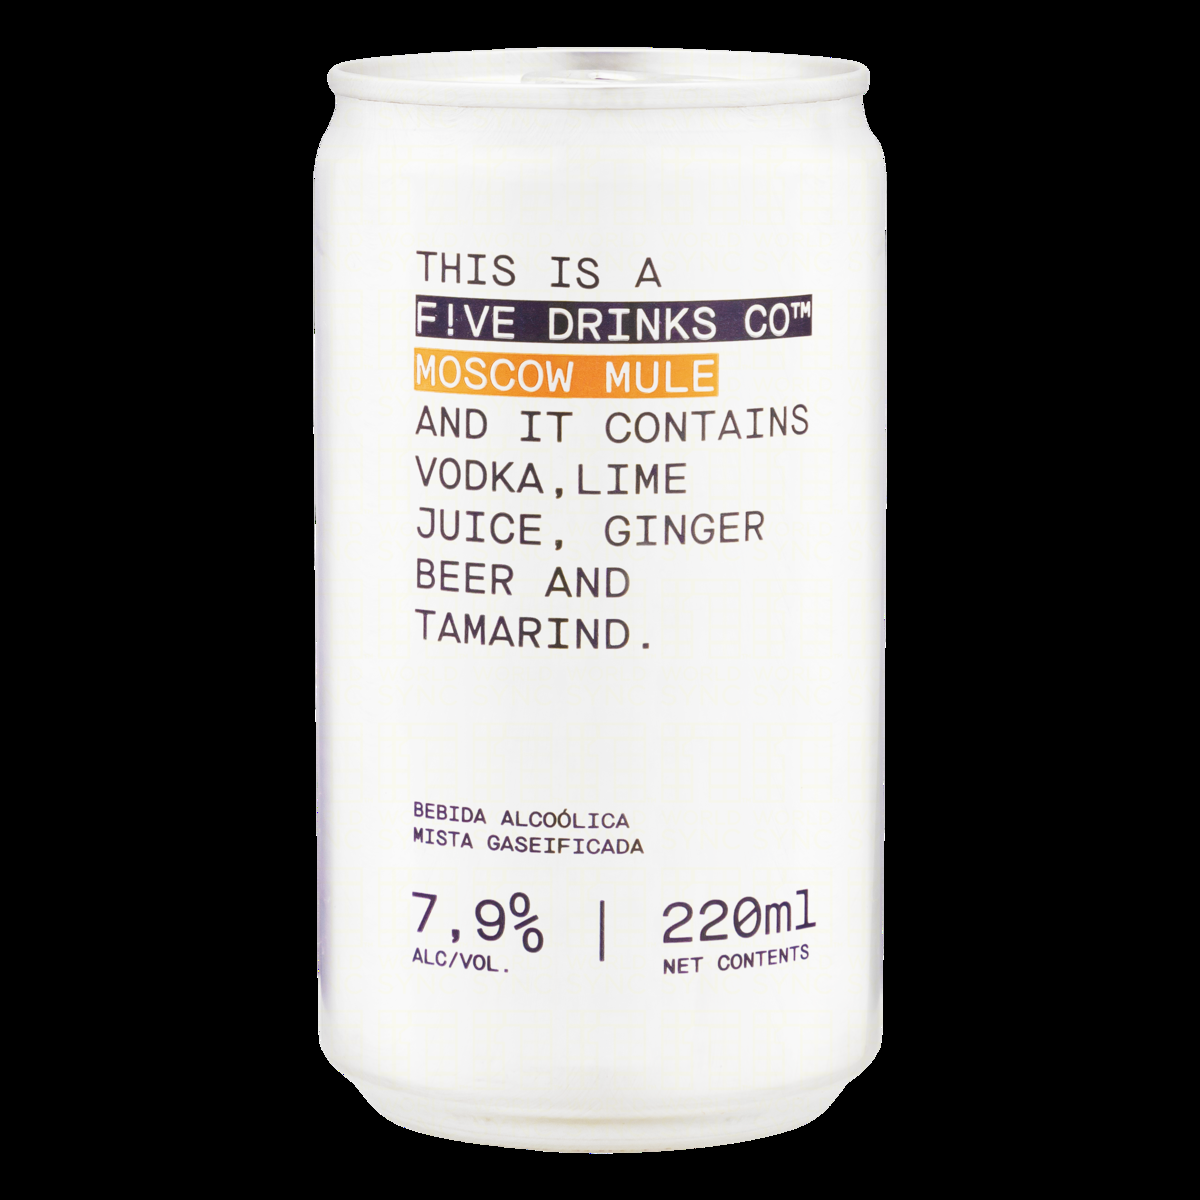 THIS IS A
F!VE DRINKS CO™
MOSCOW MULE
AND IT CONTAINS
VODKA,LIME
JUICE, GINGER
BEER AND
TAMARIND.
BEBIDA ALCOÓLICA
MISTA GASEIFICADA
7,9% | 220ml
ALC/VOL. NET CONTENTS